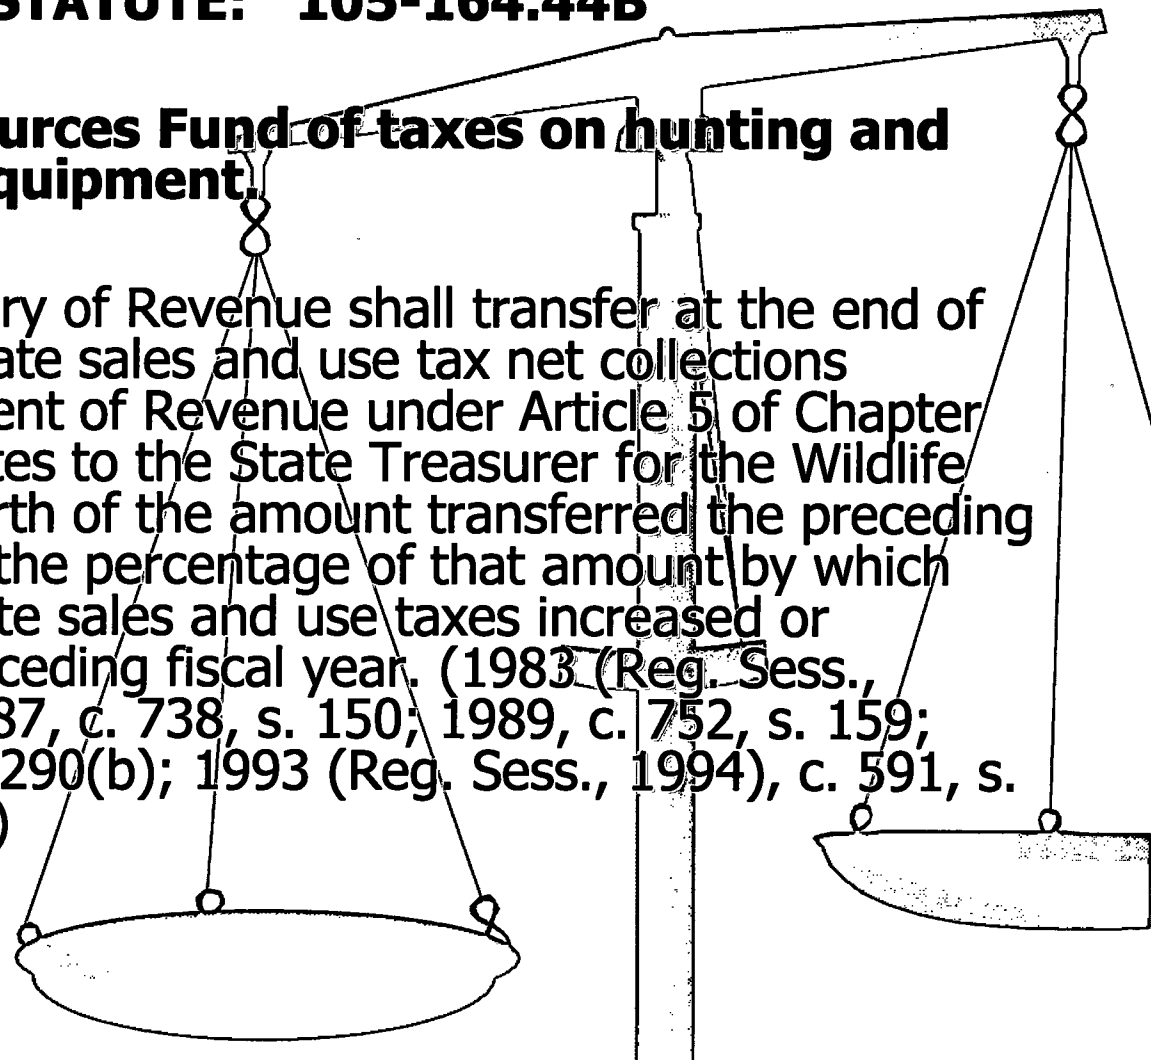 STATUTE: 105-164.44B
urces Fund of taxes on hunting and
quipment.
ry of Revenue shall transfer at the end of
ate sales and use tax net collections
ent of Revenue under Article 5 of Chapter
tes to the State Treasurer for the Wildlife
rth of the amount transferred the preceding
the percentage of that amount by which
te sales and use taxes increased or
ceding fiscal year. (1983 (Reg. Sess.,
87, c. 738, s. 150; 1989, c. 752, s. 159;
290(b); 1993 (Reg. Sess., 1994), c. 591, s.
)